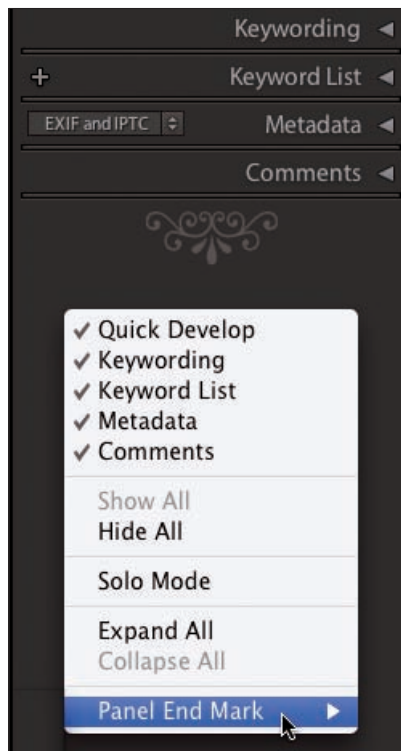 Keywording
Keyword List
EXIF and IPTC Metadata
Comments
Quick Develop
Keywording
Keyword List
Metadata
Comments
Show All
Hide All
Solo Mode
Expand All
Collapse All
Panel End Mark